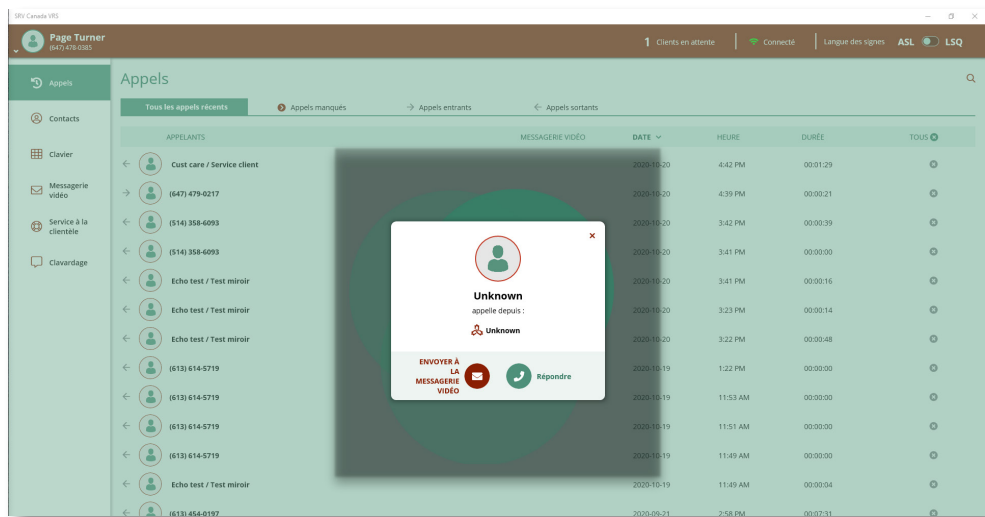 SRV Canada VRS
Page Turner
(647) 478-0385
1 Clients en attente
Connecté
Langue des signes ASL LSQ
Appels
Contacts
Clavier
Messagerie
vidéo
Service à la
clientèle
Clavardage
Appels
Tous les appels récents Appels manqués Appels entrants Appels sortants
APPELANTS MESSAGERIE VIDÉO DATE HEURE DURÉE TOUS
Cust care / Service client 2020-10-20 4:42 PM 00:01:29
(647) 479-0217 2020-10-20 4:39 PM 00:00:21
(514) 358-6093 2020-10-20 3:42 PM 00:00:39
(514) 358-6093 2020-10-20 3:41 PM 00:00:00
Echo test / Test miroir 2020-10-20 3:41 PM 00:00:16
Echo test / Test miroir 2020-10-20 3:23 PM 00:00:14
Echo test / Test miroir 2020-10-20 3:22 PM 00:00:48
(613) 614-5719 2020-10-19 1:22 PM 00:00:00
(613) 614-5719 2020-10-19 11:53 AM 00:00:00
(613) 614-5719 2020-10-19 11:51 AM 00:00:00
(613) 614-5719 2020-10-19 11:49 AM 00:00:00
Echo test / Test miroir 2020-10-19 11:49 AM 00:00:04
(613) 454-0197 2020-09-21 2:58 PM 00:07:31
Unknown
appelle depuis :
Unknown
ENVOYER À
LA
MESSAGERIE
VIDÉO
Répondre